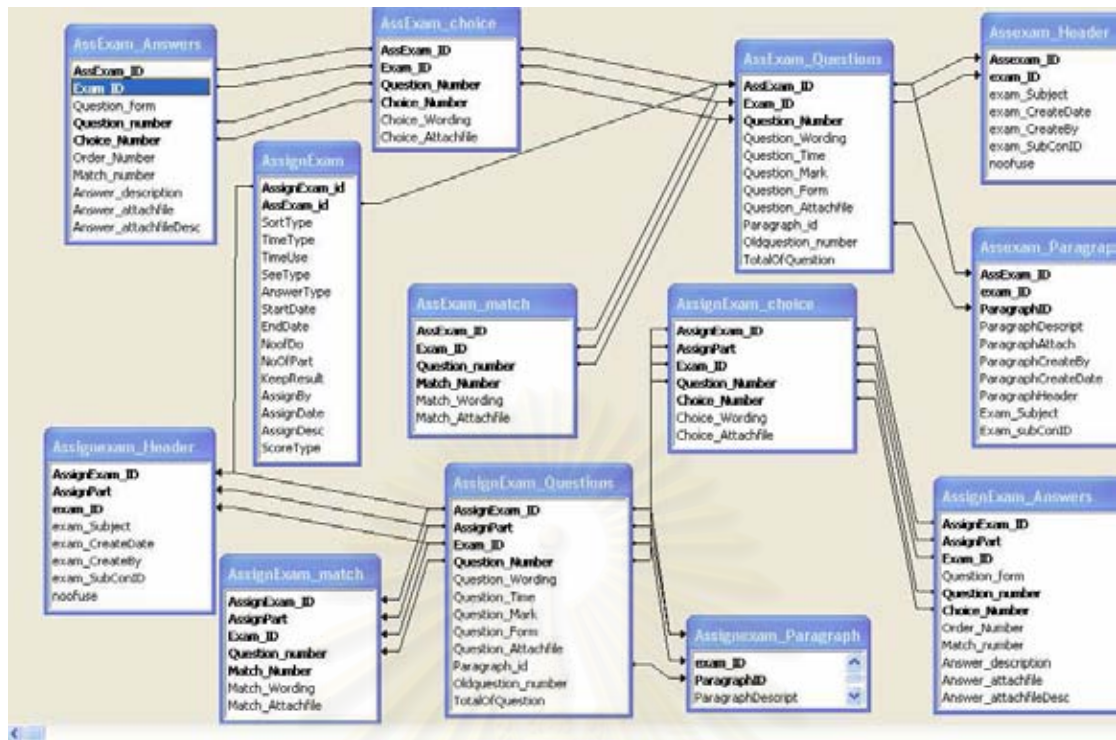 AssExam_Answers
AssExam_ID
Exam_ID
Question_form
Question_number
Choice_Number
Order_Number
Match_number
Answer_description
Answer_attachfile
Answer_attachfileDesc
AssExam_choice
AssExam_ID
Exam_ID
Question_Number
Choice_Number
Choice_Wording
Choice_Attachfile
AssExam_Questions
AssExam_ID
Exam_ID
Question_Number
Question_Wording
Question_Time
Question_Mark
Question_Form
Question_Attachfile
Paragraph_id
Oldquestion_number
TotalOfQuestion
Assexam_Header
Assexam_ID
exam_ID
exam_Subject
exam_CreateDate
exam_CreateBy
exam_SubConID
noofuse
AssignExam
AssignExam_id
AssExam_id
SortType
TimeType
TimeUse
SeeType
AnswerType
StartDate
EndDate
NoofDo
NoOfPart
KeepResult
AssignBy
AssignDate
AssignDesc
ScoreType
AssExam_match
AssExam_ID
Exam_ID
Question_number
Match_Number
Match_Wording
Match_Attachfile
AssignExam_choice
AssignExam_ID
AssignPart
Exam_ID
Question_Number
Choice_Number
Choice_Wording
Choice_Attachfile
Assexam_Paragrap
AssExam_ID
exam_ID
ParagraphID
ParagraphDescript
ParagraphAttach
ParagraphCreateBy
ParagraphCreateDate
ParagraphHeader
Exam_Subject
Exam_subConID
Assignexam_Header
AssignExam_ID
AssignPart
exam_ID
exam_Subject
exam_CreateDate
exam_CreateBy
exam_SubConID
noofuse
AssignExam_match
AssignExam_ID
AssignPart
Exam_ID
Question_number
Match_Number
Match_Wording
Match_Attachfile
AssignExam_Questions
AssignExam_ID
AssignPart
Exam_ID
Question_Number
Question_Wording
Question_Time
Question_Mark
Question_Form
Question_Attachfile
Paragraph_id
Oldquestion_number
TotalOfQuestion
Assignexam_Paragraph
exam_ID
ParagraphID
ParagraphDescript
AssignExam_Answers
AssignExam_ID
AssignPart
Exam_ID
Question_form
Question_number
Choice_Number
Order_Number
Match_number
Answer_description
Answer_attachfile
Answer_attachfileDesc